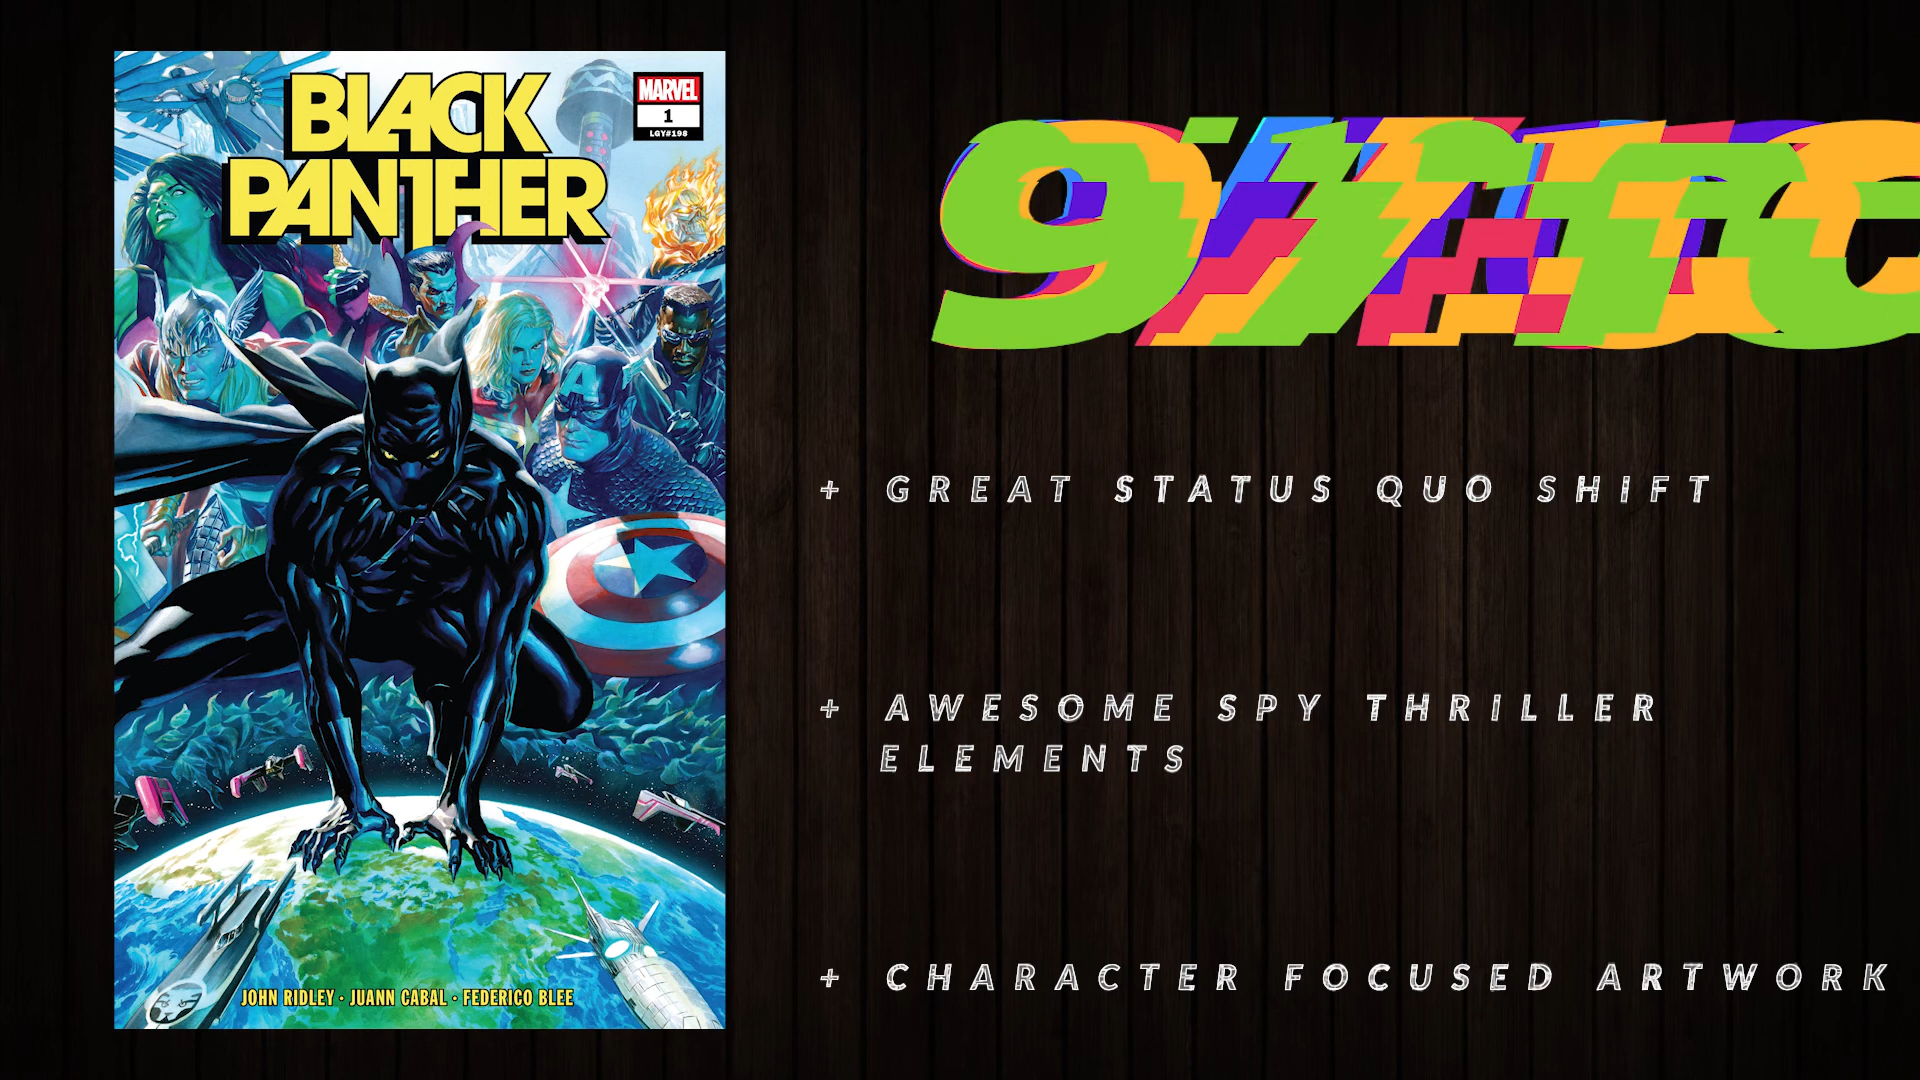 BLACK
PANTHER
MARVEL
1
LGY#198
JOHN RIDLEY • JUANN CABAL • FEDERICO BLEE
+ GREAT STATUS QUO SHIFT
+ AWESOME SPY THRILLER
ELEMENTS
+ CHARACTER FOCUSED ARTWORK